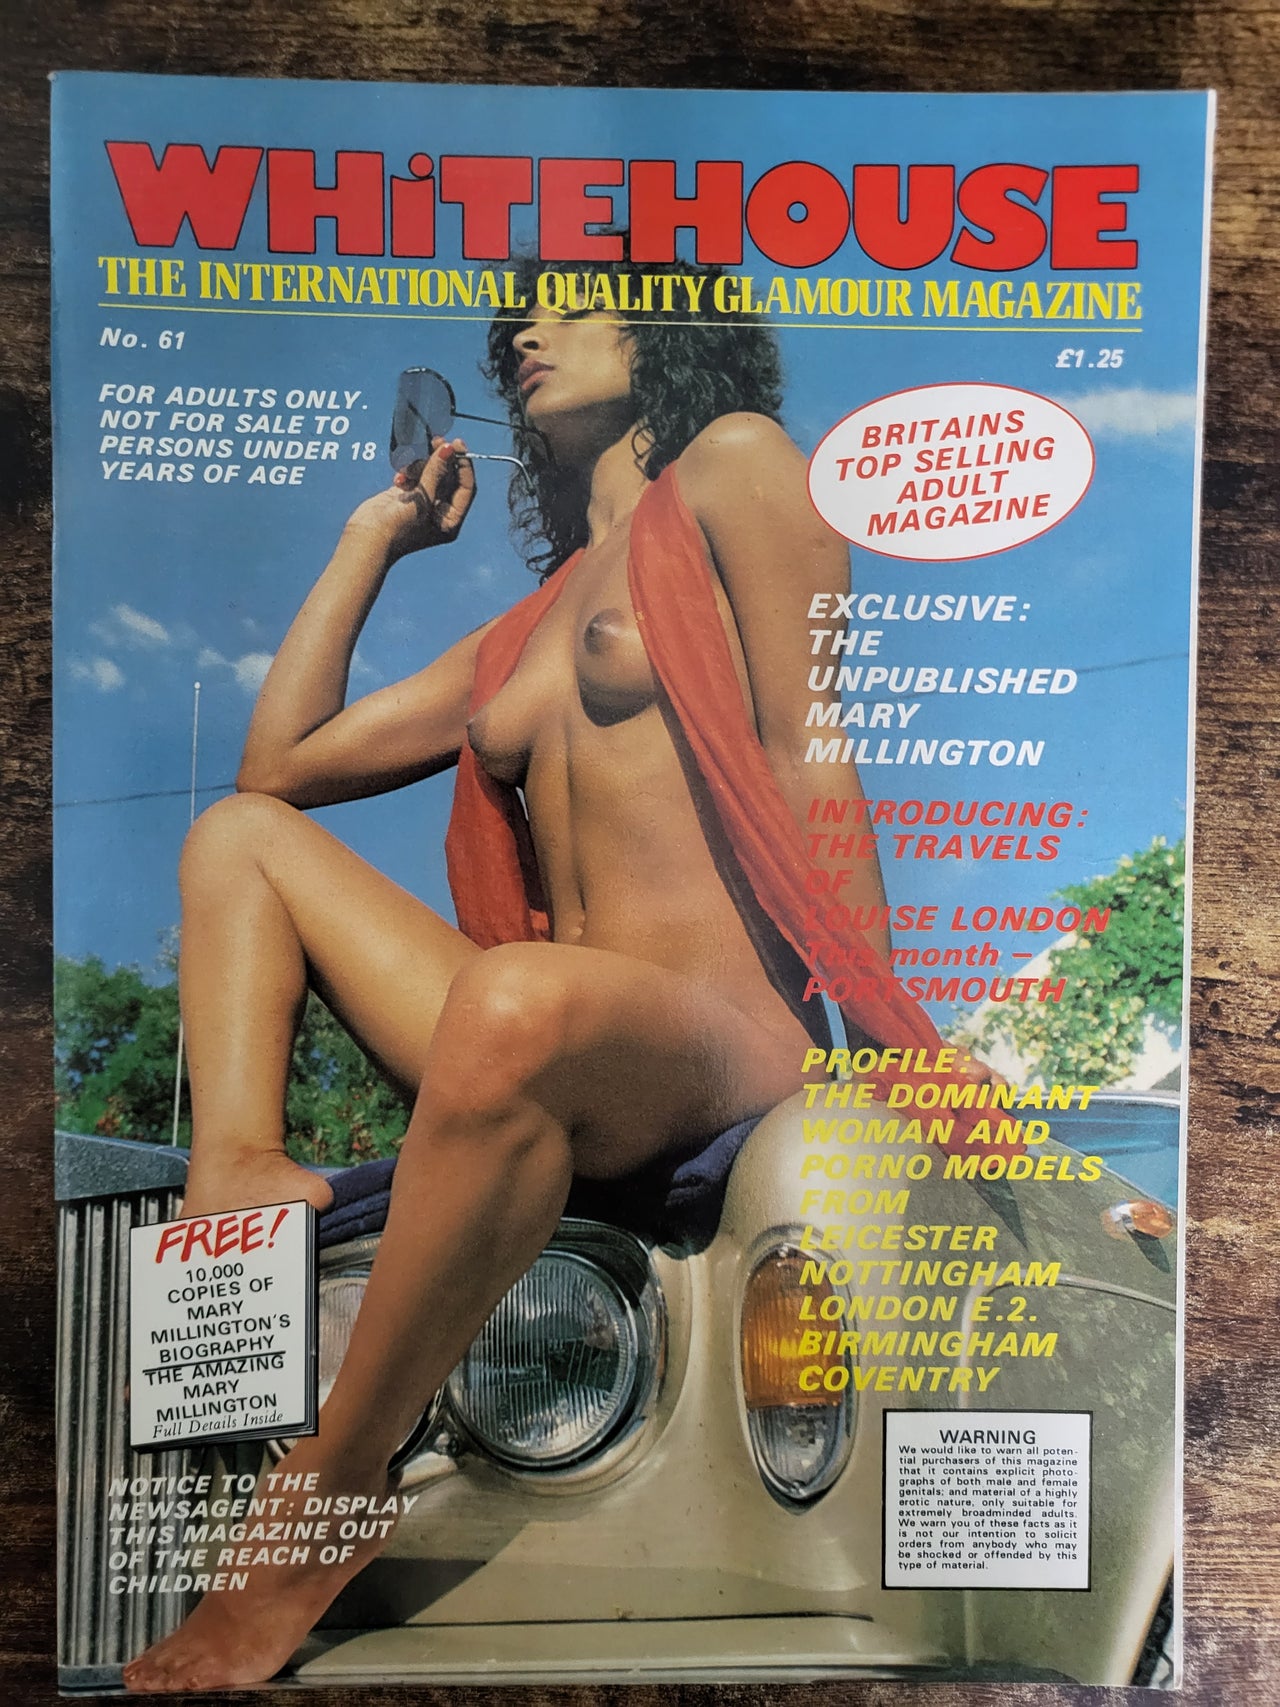 WHiTEHOUSE
THE INTERNATIONAL QUALITY GLAMOUR MAGAZINE
No. 61
£1.25
FOR ADULTS ONLY.
NOT FOR SALE TO
PERSONS UNDER 18
YEARS OF AGE
BRITAINS
TOP SELLING
ADULT
MAGAZINE
EXCLUSIVE:
THE
UNPUBLISHED
MARY
MILLINGTON
INTRODUCING:
THE TRAVELS
OF
LOUISE LONDON
This month –
PORTSMOUTH
PROFILE:
THE DOMINANT
WOMAN AND
PORNO MODELS
FROM
LEICESTER
NOTTINGHAM
LONDON E.2.
BIRMINGHAM
COVENTRY
FREE!
10,000
COPIES OF
MARY
MILLINGTON'S
BIOGRAPHY
THE AMAZING
MARY
MILLINGTON
Full Details Inside
NOTICE TO THE
NEWSAGENT: DISPLAY
THIS MAGAZINE OUT
OF THE REACH OF
CHILDREN
WARNING
We would like to warn all poten-
tial purchasers of this magazine
that it contains explicit photo-
graphs of both male and female
genitals; and material of a highly
erotic nature, only suitable for
extremely broadminded adults.
We warn you of these facts as it
is not our intention to solicit
orders from anybody who may
be shocked or offended by this
type of material.